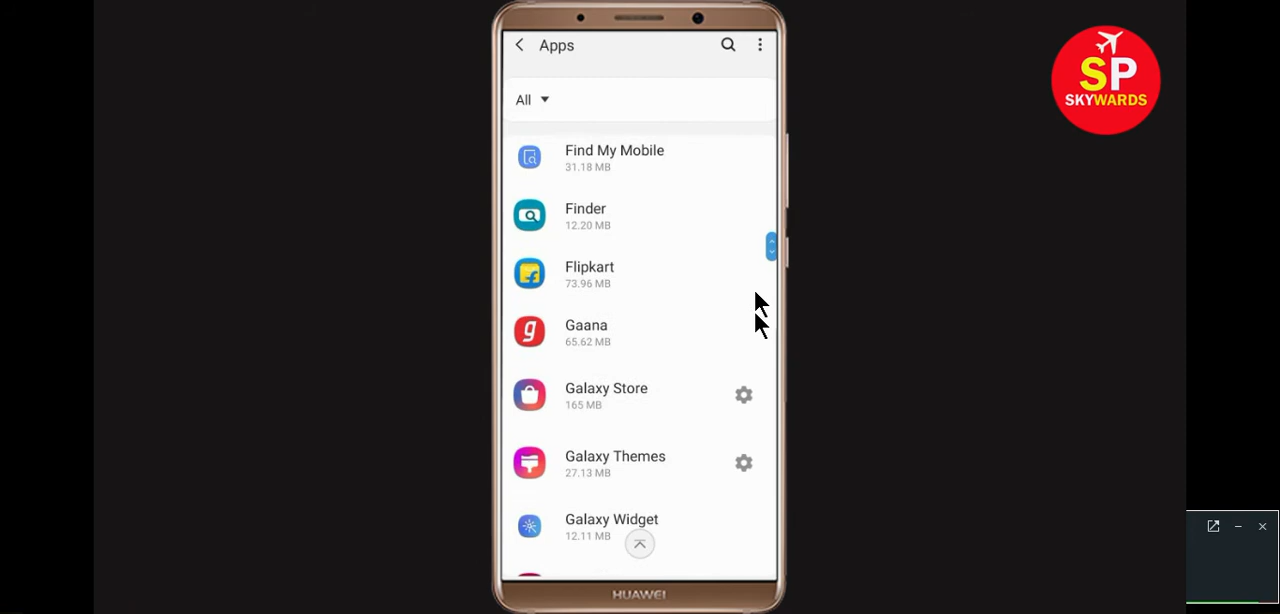 Apps
SP
SKYWARDS
All
Find My Mobile
31.18 MB
Finder
12.20 MB
Flipkart
73.96 MB
Gaana
65.62 MB
Galaxy Store
165 MB
Galaxy Themes
27.13 MB
Galaxy Widget
12.11 MB
HUAWEI